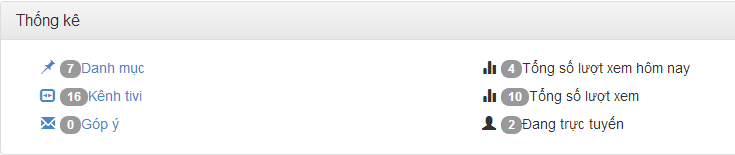 Thống kê
7 Danh mục
16 Kênh tivi
0 Góp ý
4 Tổng số lượt xem hôm nay
10 Tổng số lượt xem
2 Đang trực tuyến